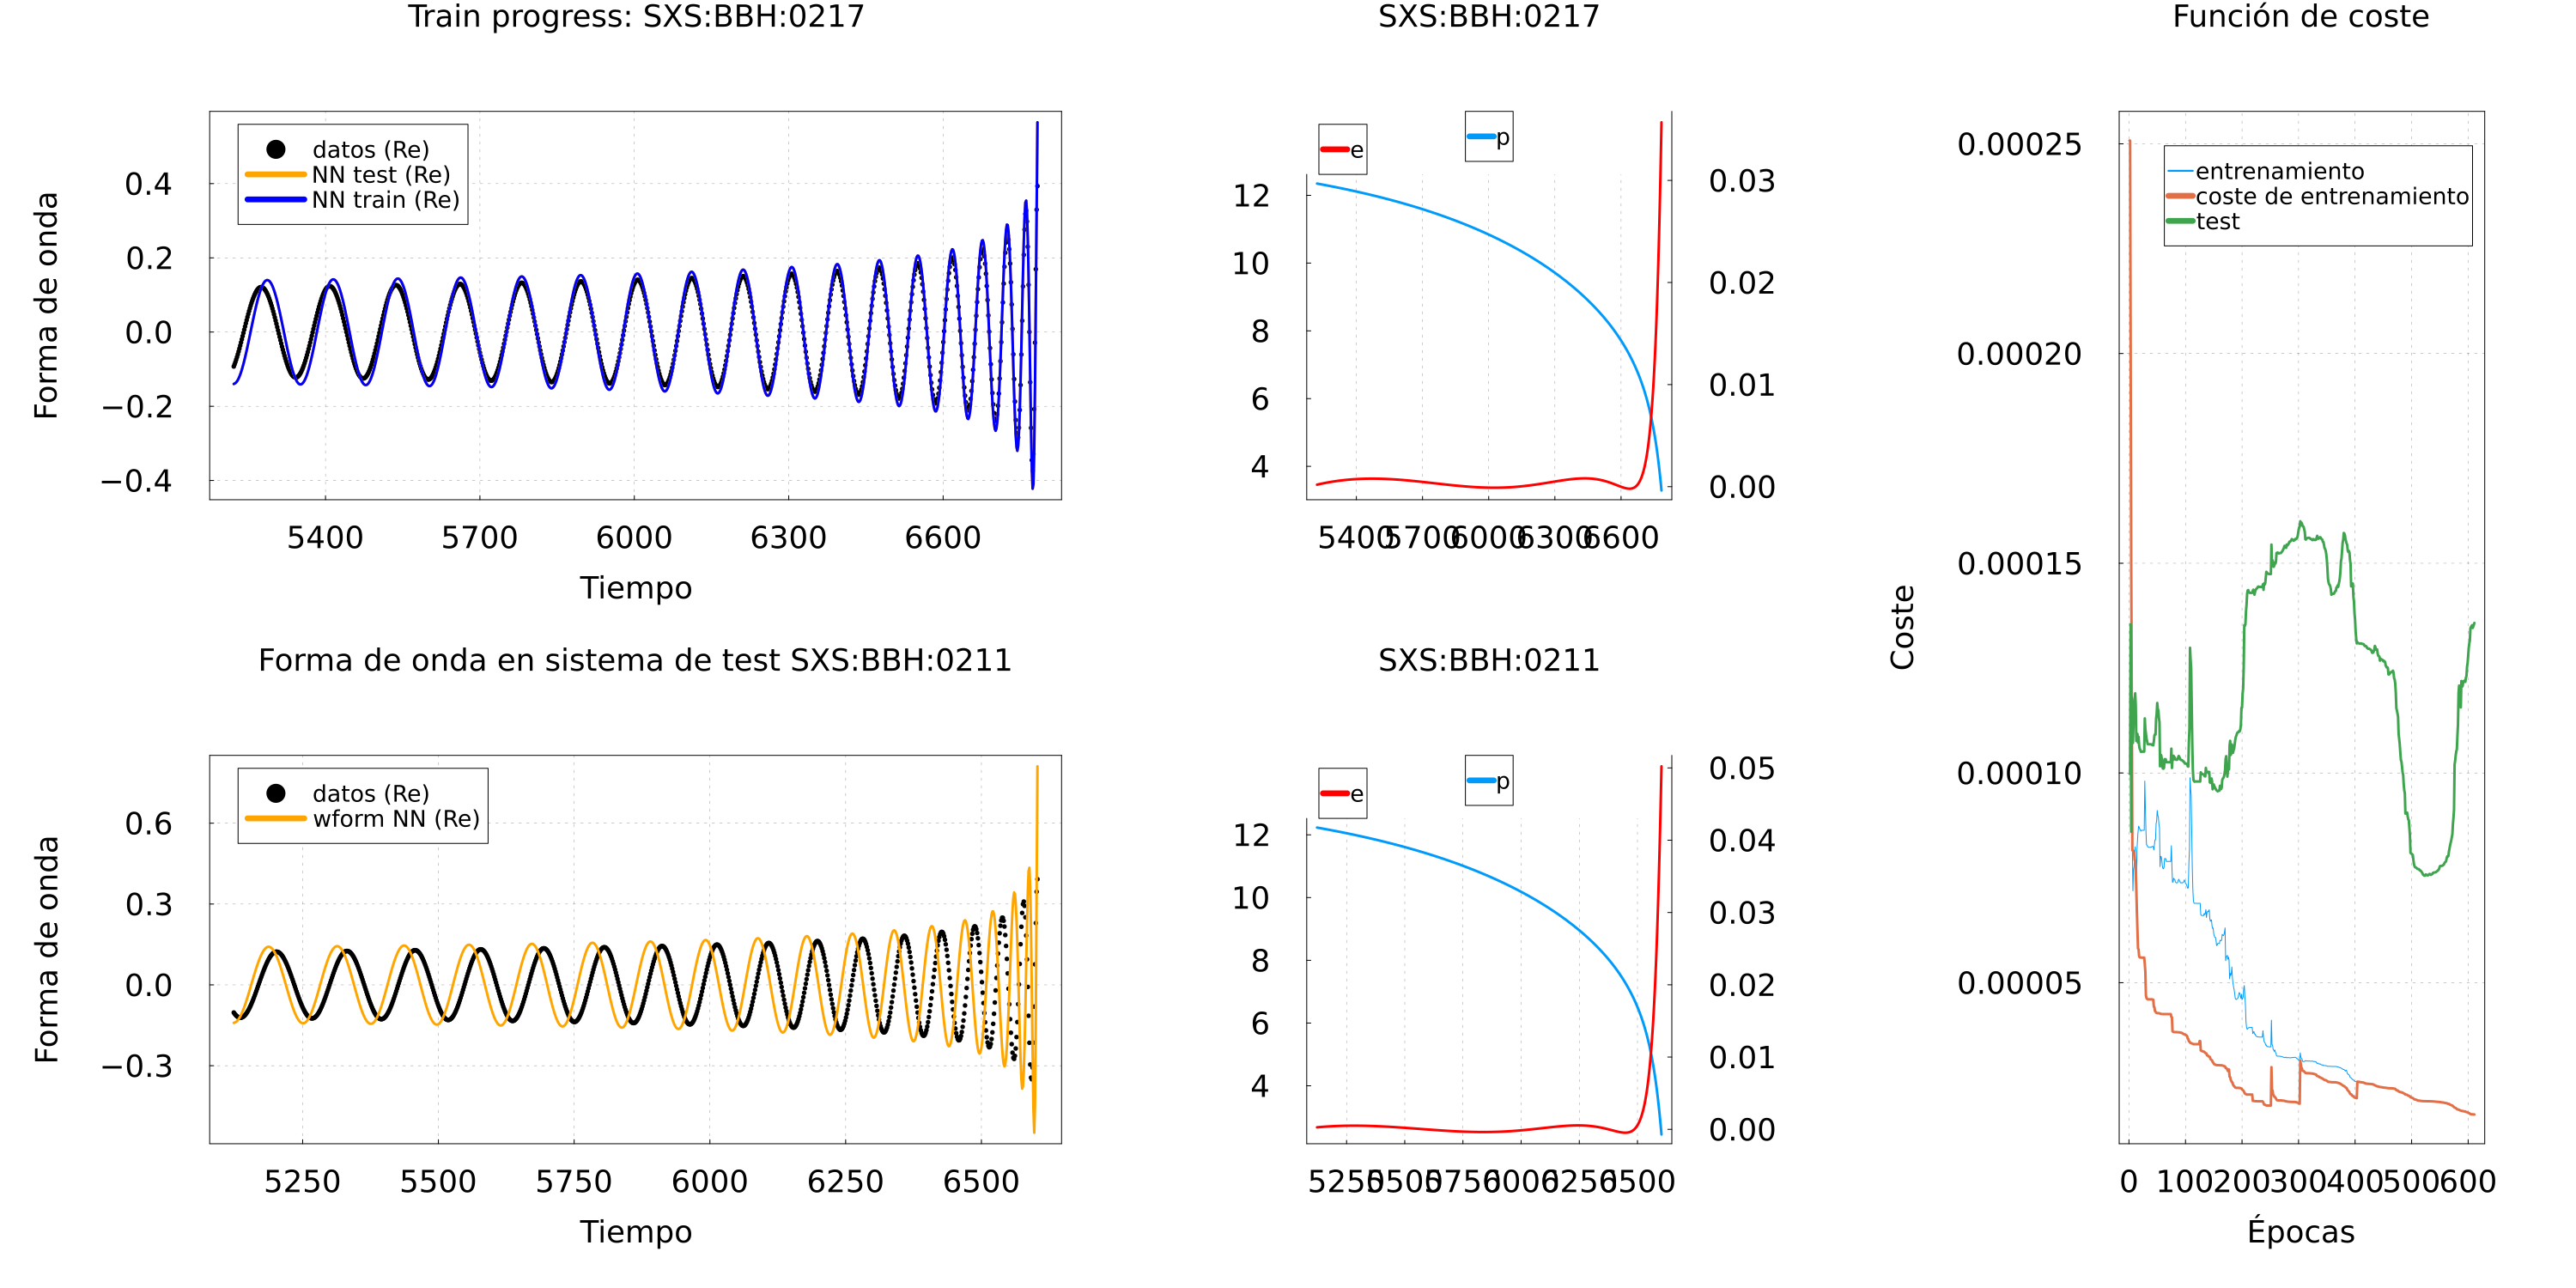 Train progress: SXS:BBH:0217
datos (Re)
NN test (Re)
NN train (Re)
0.4
0.2
0.0
−0.2
−0.4
Forma de onda
5400 5700 6000 6300 6600
Tiempo
SXS:BBH:0217
e
p
12
10
8
6
4
0.03
0.02
0.01
0.00
5400 5700 6000 6300 6600
Forma de onda en sistema de test SXS:BBH:0211
datos (Re)
wform NN (Re)
0.6
0.3
0.0
−0.3
Forma de onda
5250 5500 5750 6000 6250 6500
Tiempo
SXS:BBH:0211
e
p
12
10
8
6
4
0.05
0.04
0.03
0.02
0.01
0.00
5250 5500 5750 6000 6250 6500
Función de coste
entrenamiento
coste de entrenamiento
test
0.00025
0.00020
0.00015
0.00010
0.00005
Coste
0 100 200 300 400 500 600
Épocas